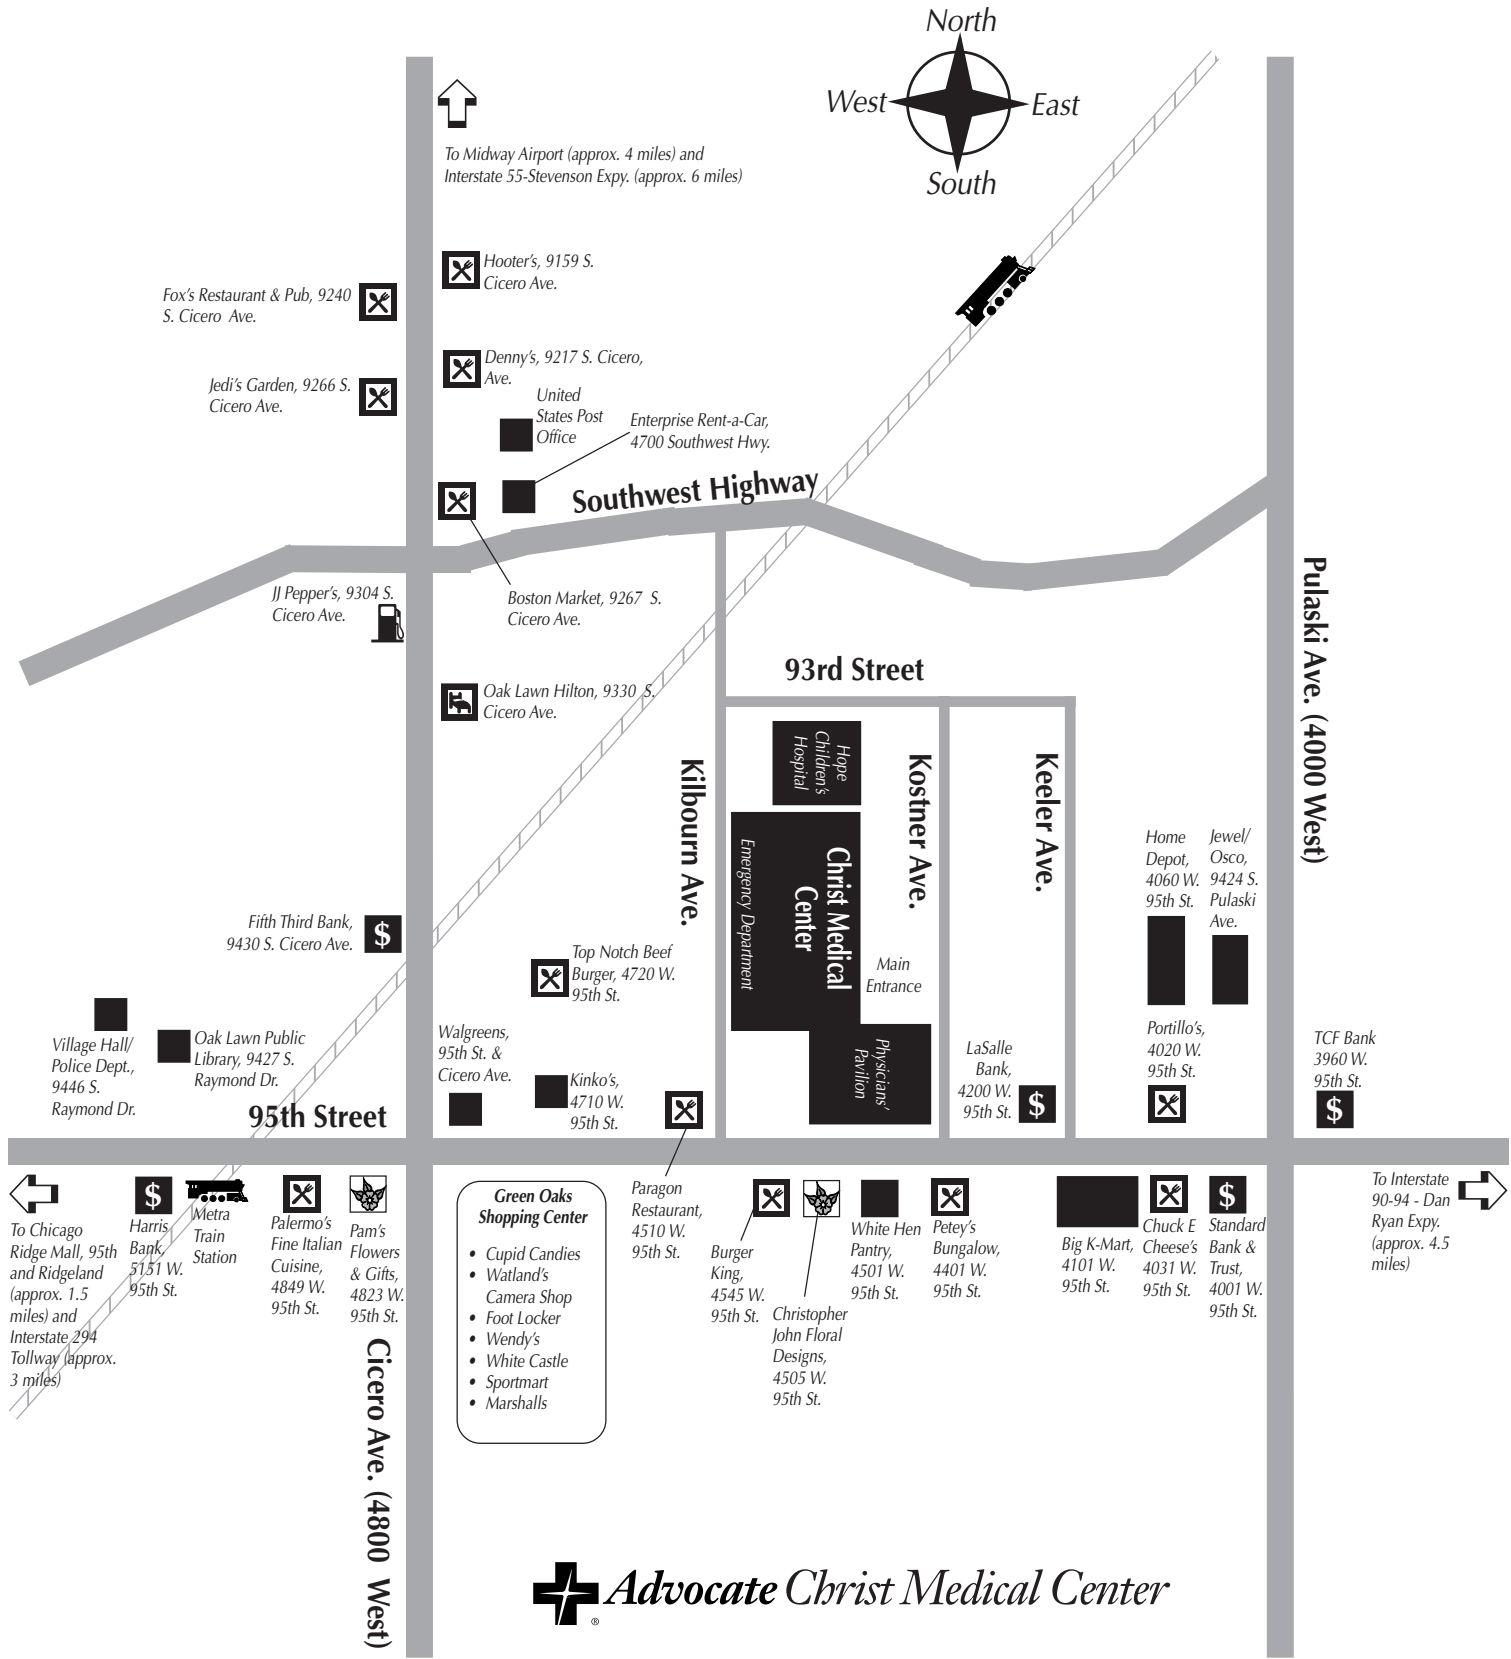 North
West
East
South
To Midway Airport (approx. 4 miles) and
Interstate 55-Stevenson Expy. (approx. 6 miles)
Hooter's, 9159 S.
Cicero Ave.
Fox's Restaurant & Pub, 9240
S. Cicero Ave.
Denny's, 9217 S. Cicero,
Ave.
Jedi's Garden, 9266 S.
Cicero Ave.
United
States Post
Office
Enterprise Rent-a-Car,
4700 Southwest Hwy.
Southwest Highway
JJ Pepper's, 9304 S.
Cicero Ave.
Boston Market, 9267 S.
Cicero Ave.
Pulaski Ave. (4000 West)
93rd Street
Oak Lawn Hilton, 9330 S.
Cicero Ave.
Hope
Children's
Hospital
Kilbourn Ave.
Kostner Ave.
Keeler Ave.
Christ Medical
Center
Emergency Department
Main
Entrance
Physicians'
Pavilion
Home
Depot,
4060 W.
95th St.
Jewel/
Osco,
9424 S.
Pulaski
Ave.
Fifth Third Bank,
9430 S. Cicero Ave.
$
Top Notch Beef
Burger, 4720 W.
95th St.
Village Hall/
Police Dept.,
9446 S.
Raymond Dr.
Oak Lawn Public
Library, 9427 S.
Raymond Dr.
Walgreens,
95th St. &
Cicero Ave.
Kinko's,
4710 W.
95th St.
LaSalle
Bank,
4200 W.
95th St.
$
Portillo's,
4020 W.
95th St.
TCF Bank
3960 W.
95th St.
$
95th Street
To Chicago
Ridge Mall, 95th
and Ridgeland
(approx. 1.5
miles) and
Interstate 294
Tollway (approx.
3 miles)
$
Harris
Bank,
5151 W.
95th St.
Metra
Train
Station
Palermo's
Fine Italian
Cuisine,
4849 W.
95th St.
Pam's
Flowers
& Gifts,
4823 W.
95th St.
Cicero Ave. (4800 West)
Green Oaks
Shopping Center
• Cupid Candies
• Watland's
Camera Shop
• Foot Locker
• Wendy's
• White Castle
• Sportmart
• Marshalls
Paragon
Restaurant,
4510 W.
95th St.
Burger
King,
4545 W.
95th St.
Christopher
John Floral
Designs,
4505 W.
95th St.
White Hen
Pantry,
4501 W.
95th St.
Petey's
Bungalow,
4401 W.
95th St.
Big K-Mart,
4101 W.
95th St.
Chuck E
Cheese's
4031 W.
95th St.
$
Standard
Bank &
Trust,
4001 W.
95th St.
To Interstate
90-94 - Dan
Ryan Expy.
(approx. 4.5
miles)
® Advocate Christ Medical Center